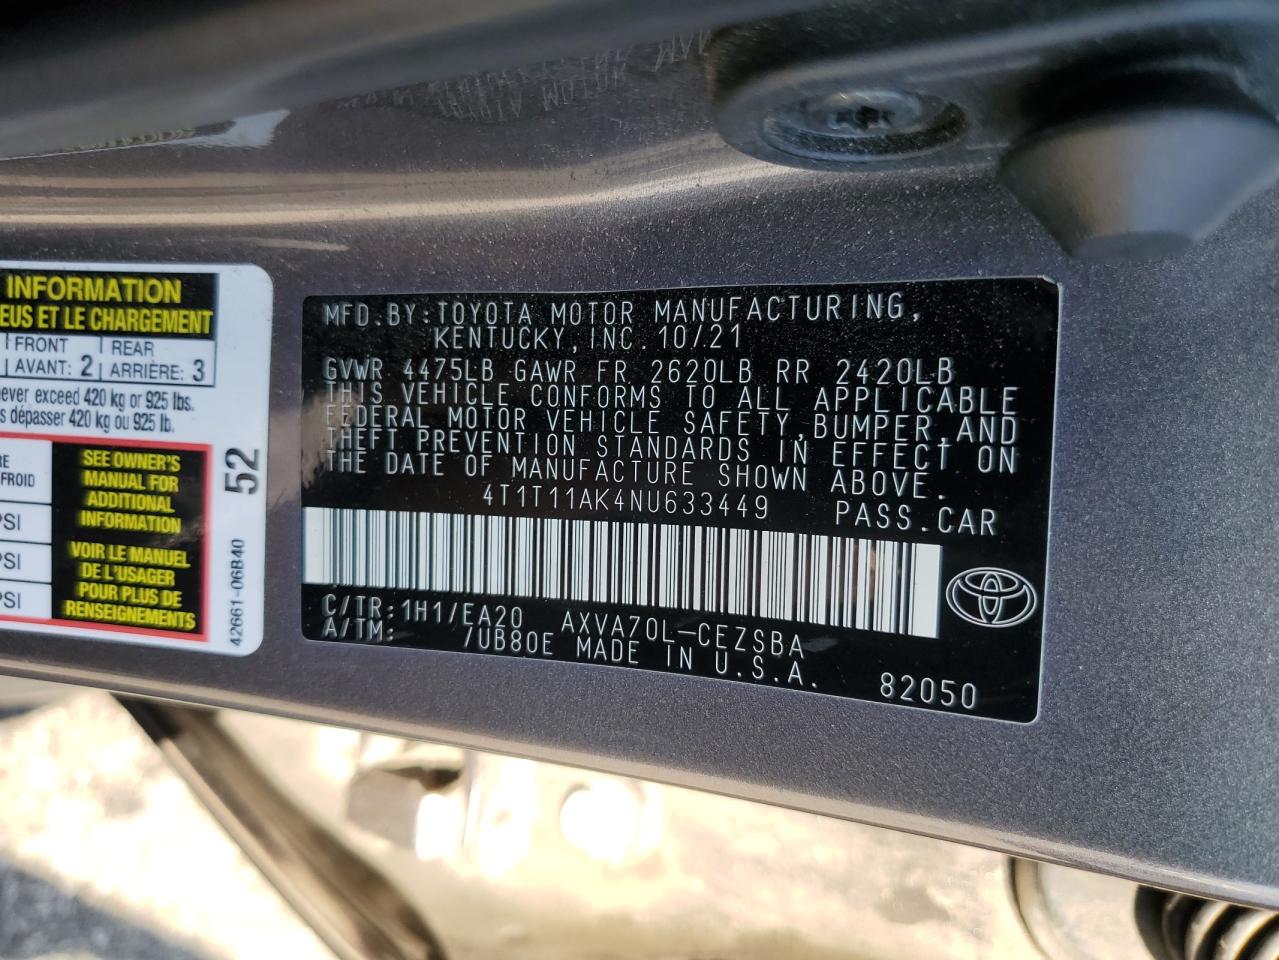 INFORMATION
EUS ET LE CHARGEMENT
FRONT REAR
AVANT: 2 ARRIÈRE: 3
never exceed 420 kg or 925 lbs.
s dépasser 420 kg ou 925 lb.
RE
FROID
PSI
PSI
PSI
SEE OWNER'S
MANUAL FOR
ADDITIONAL
INFORMATION
VOIR LE MANUEL
DE L'USAGER
POUR PLUS DE
RENSEIGNEMENTS
52
42661-06B40
MFD.BY:TOYOTA MOTOR MANUFACTURING,
KENTUCKY,INC.10/21
GVWR 4475LB GAWR FR 2620LB RR 2420LB
THIS VEHICLE CONFORMS TO ALL APPLICABLE
FEDERAL MOTOR VEHICLE SAFETY,BUMPER,AND
THEFT PREVENTION STANDARDS IN EFFECT ON
THE DATE OF MANUFACTURE SHOWN ABOVE.
4T1T11AK4NU633449 PASS.CAR
C/TR:1H1/EA20 AXVA70L-CEZSBA
A/TM: /UB80E MADE IN U.S.A.
82050